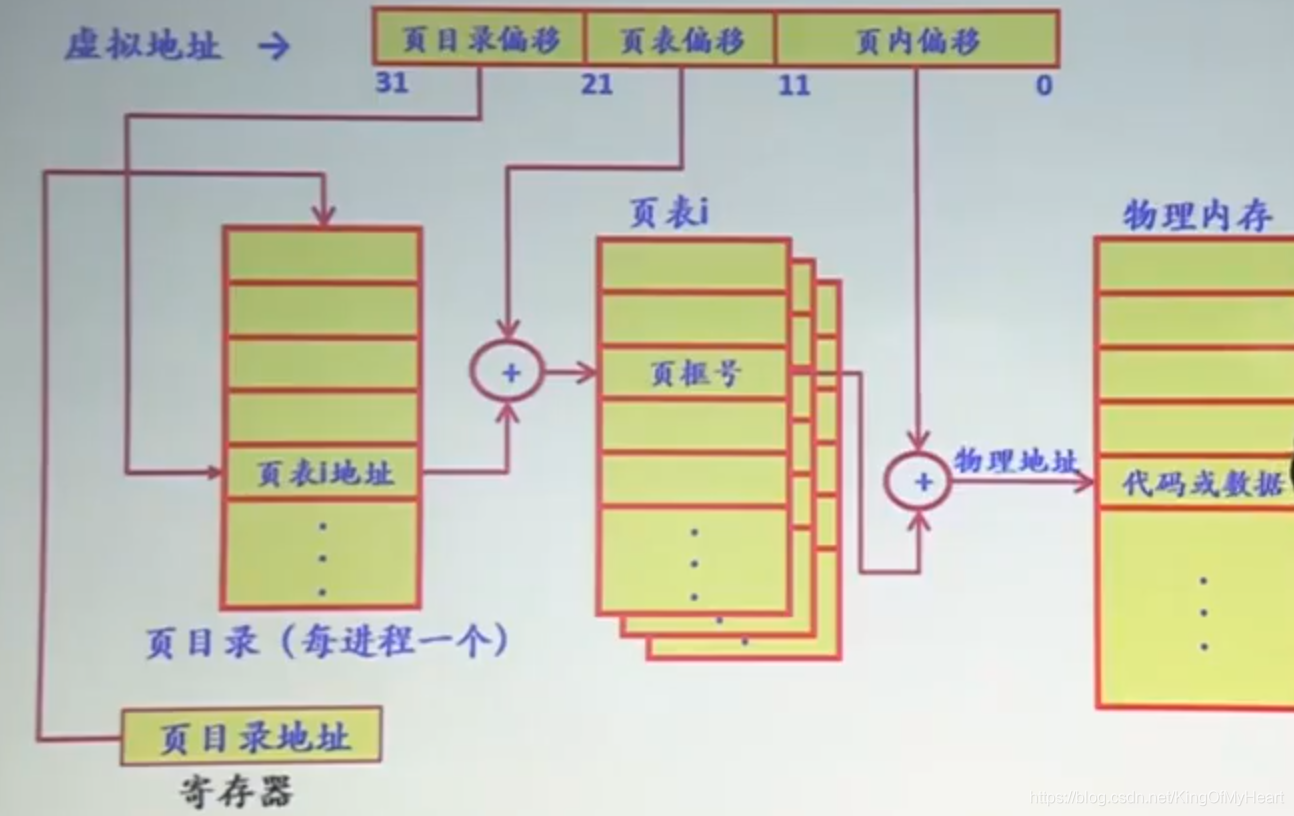 虚拟地址 →
页目录偏移 页表偏移 页内偏移
31 21 11 0
页表i
物理内存
+ 页框号
物理地址
页表i地址
+
代码或数据
页目录（每进程一个）
页目录地址
寄存器
https://blog.csdn.net/KingOfMyHeart